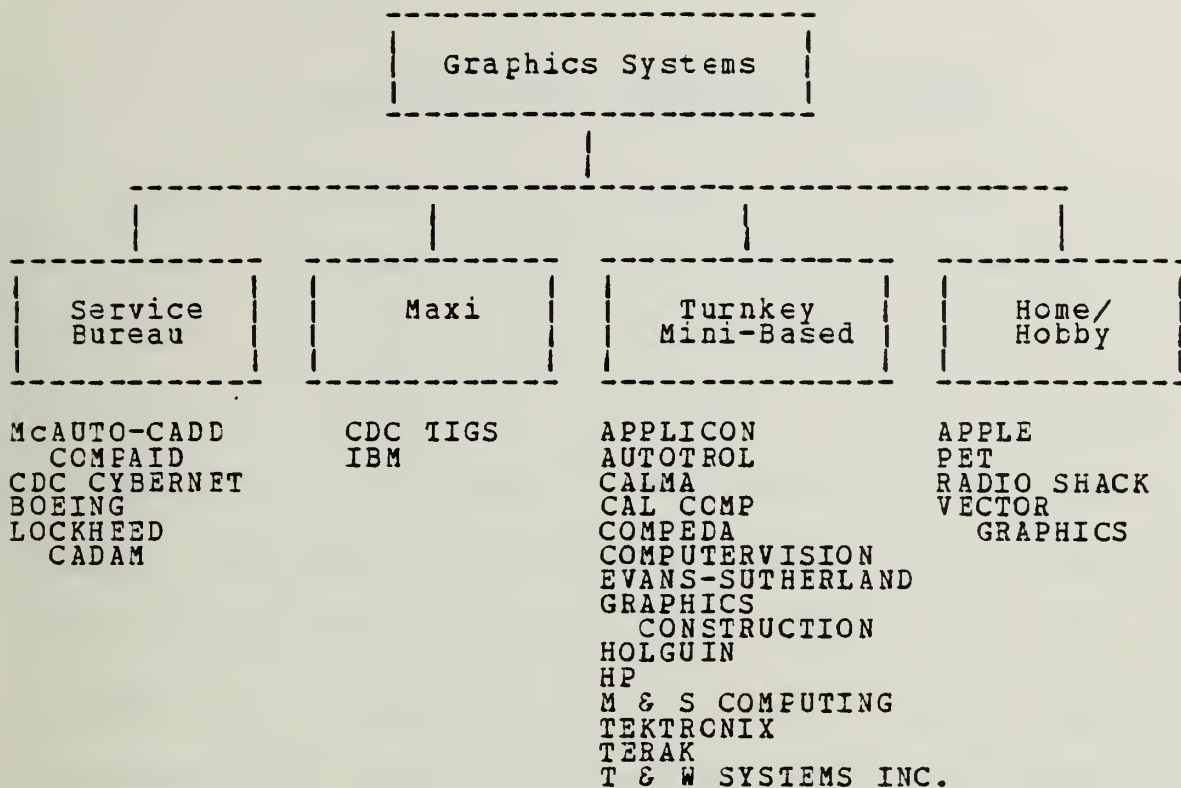 Graphics Systems
Service
Bureau
Maxi
Turnkey
Mini-Based
Home/
Hobby
McAUTO-CADD
COMPAID
CDC CYBERNET
BOEING
LOCKHEED
CADAM
CDC TIGS
IBM
APPLICON
AUTOTROL
CALMA
CAL COMP
COMPEDA
COMPUTERVISION
EVANS-SUTHERLAND
GRAPHICS
CONSTRUCTION
HOLGUIN
HP
M & S COMPUTING
TEKTRONIX
TERAK
T & W SYSTEMS INC.
APPLE
PET
RADIO SHACK
VECTOR
GRAPHICS